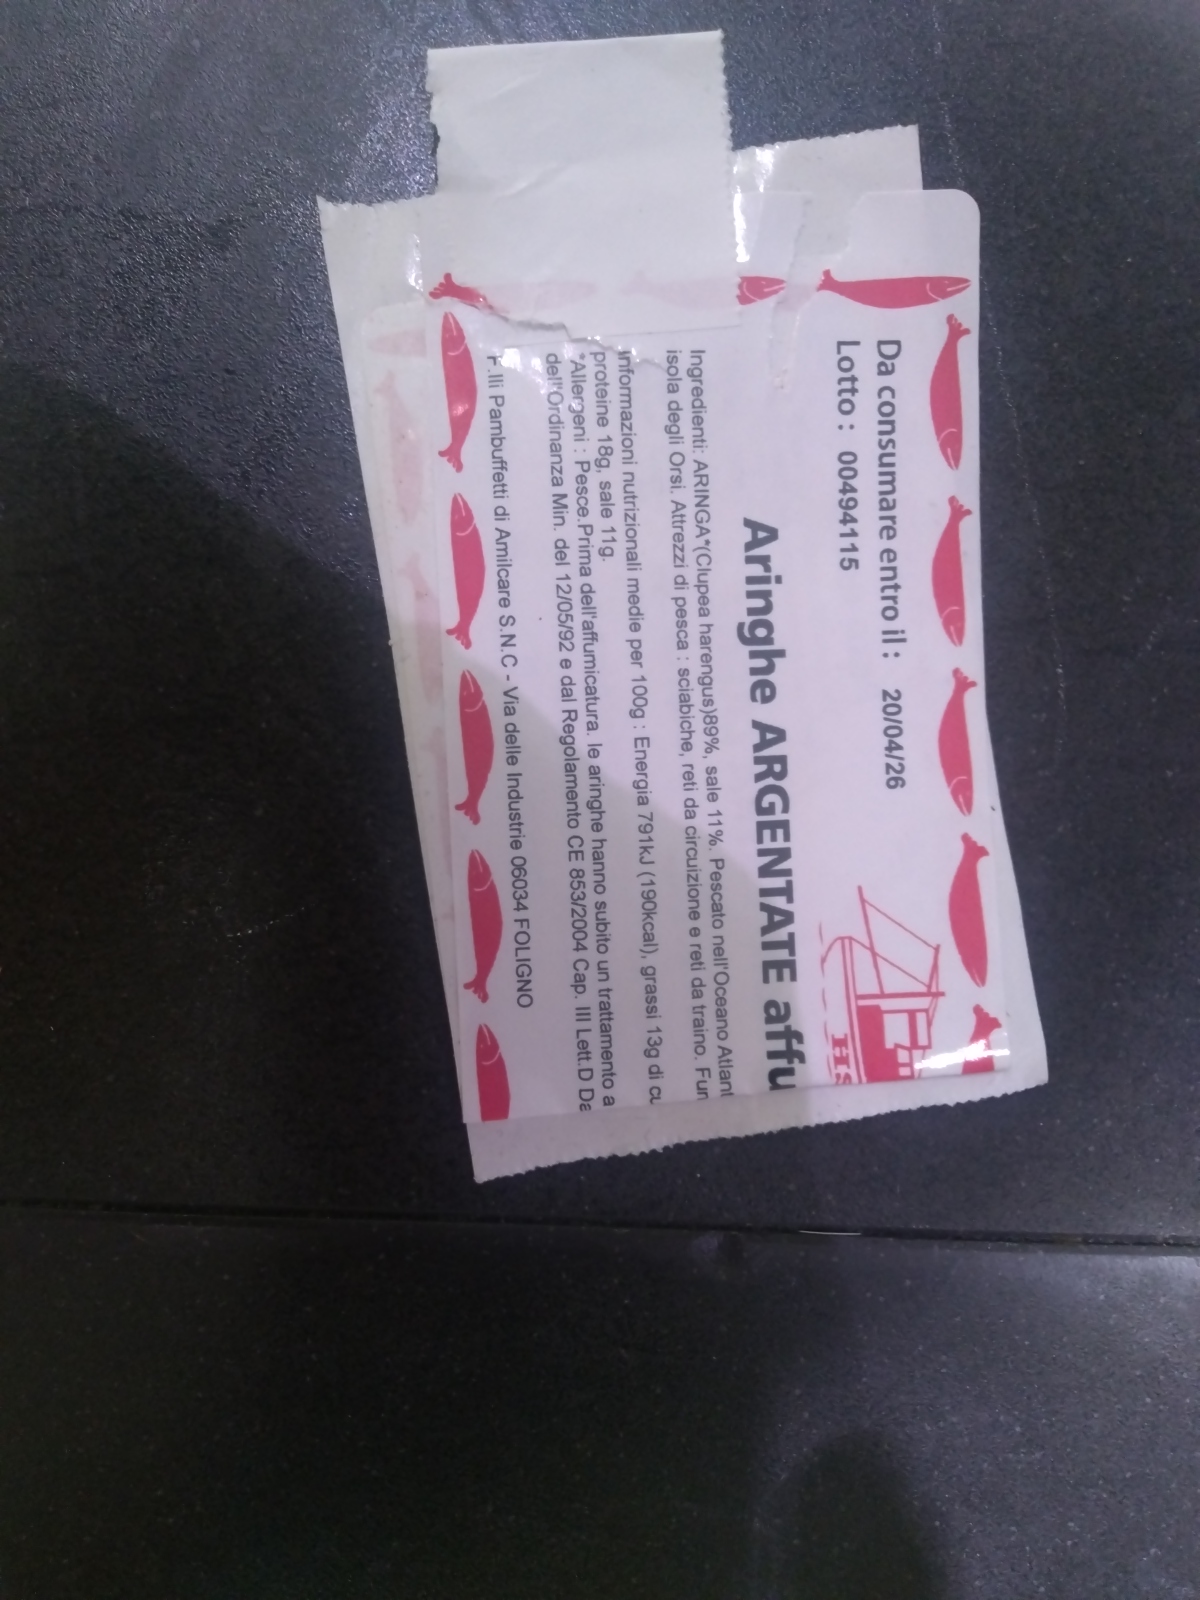 Da consumare entro il : 20/04/26
Lotto : 00494115
HS
Aringhe ARGENTATE affu
Ingredienti: ARINGA*(Clupea harengus)89%, sale 11%. Pescato nell'Oceano Atlant
isola degli Orsi. Attrezzi di pesca : sciabiche, reti da circuizione e reti da traino. Fum
Informazioni nutrizionali medie per 100g : Energia 791kJ (190kcal), grassi 13g di cu
proteine 18g, sale 11g.
*Allergeni : Pesce.Prima dell'affumicatura. le aringhe hanno subito un trattamento a
dell'Ordinanza Min. del 12/05/92 e dal Regolamento CE 853/2004 Cap. III Lett.D Da
F.lli Pambuffetti di Amilcare S.N.C - Via delle Industrie 06034 FOLIGNO